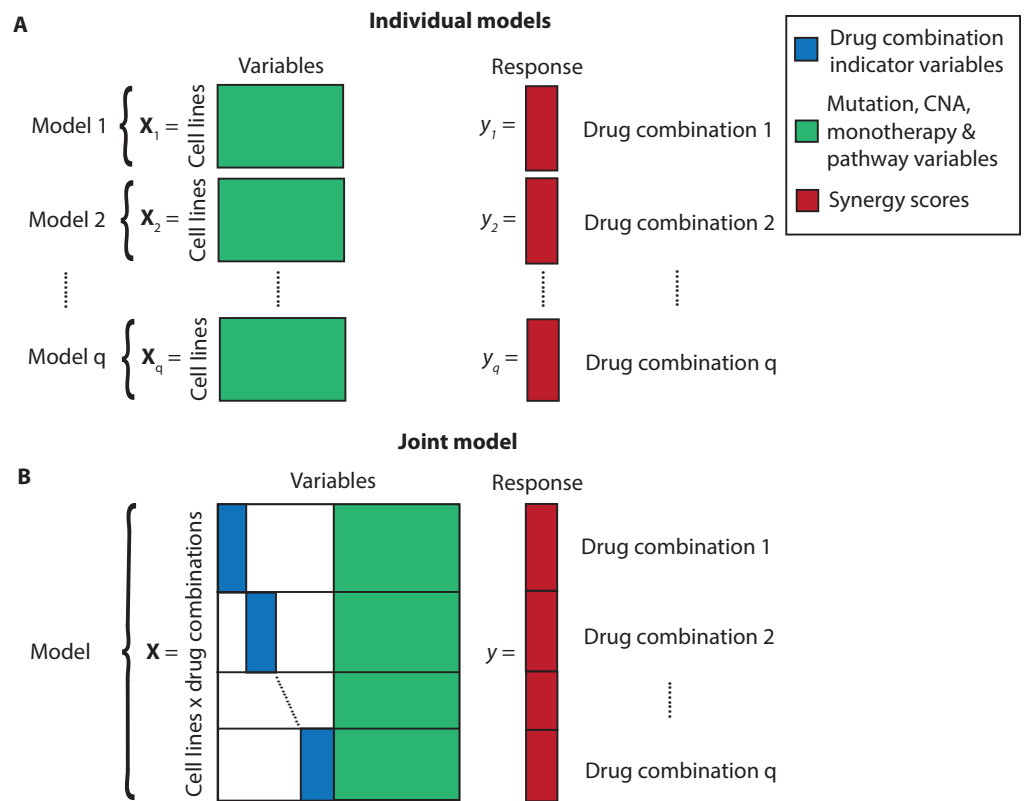 A
Individual models
Variables
Response
Model 1
X1 =
Cell lines
y1 =
Drug combination 1
Model 2
X2 =
Cell lines
y2 =
Drug combination 2
Model q
Xq =
Cell lines
yq =
Drug combination q
Drug combination
indicator variables
Mutation, CNA,
monotherapy &
pathway variables
Synergy scores
Joint model
B
Variables
Response
Model
X =
Cell lines x drug combinations
y =
Drug combination 1
Drug combination 2
Drug combination q